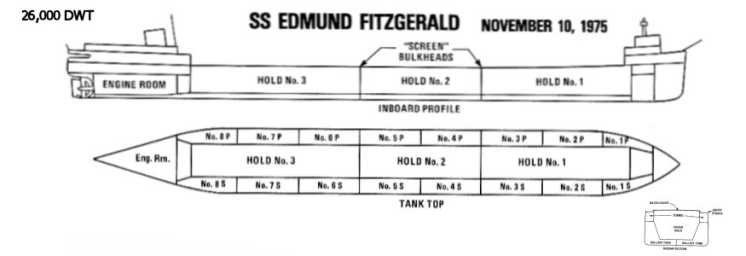 26,000 DWT
SS EDMUND FITZGERALD NOVEMBER 10, 1975
"SCREEN"
BULKHEADS
ENGINE ROOM HOLD No. 3 HOLD No. 2 HOLD No. 1
INBOARD PROFILE
No. 8 P No. 7 P No. 6 P No. 5 P No. 4 P No. 3 P No. 2 P No. 1 P
Eng. Rm. HOLD No. 3 HOLD No. 2 HOLD No. 1
No. 8 S No. 7 S No. 6 S No. 5 S No. 4 S No. 3 S No. 2 S No. 1 S
TANK TOP
TUNNEL
CARGO
HOLD
BALLAST TANK BALLAST TANK